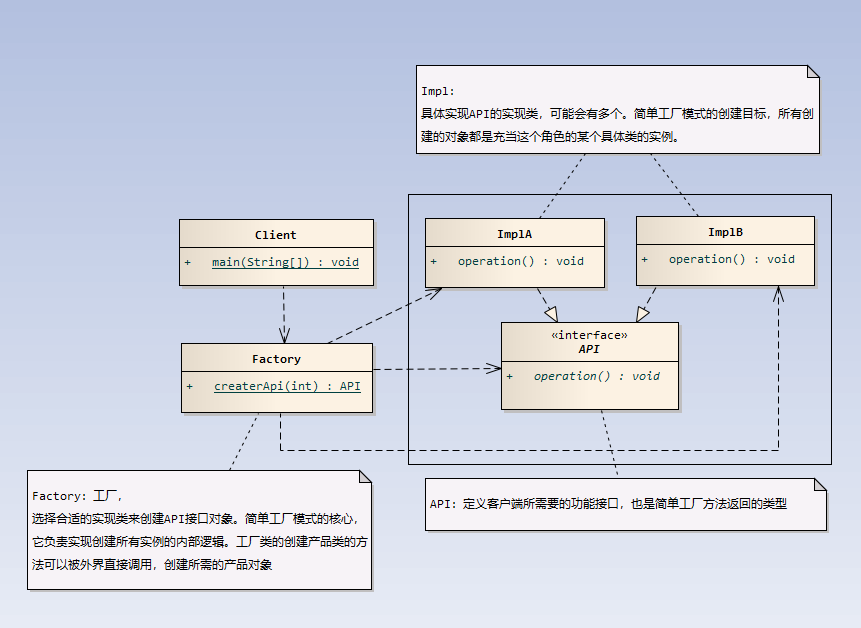 Impl:
具体实现API的实现类，可能会有多个。简单工厂模式的创建目标，所有创
建的对象都是充当这个角色的某个具体类的实例。
Client
+ main(String[]) : void
ImplA
+ operation() : void
ImplB
+ operation() : void
Factory
+ createrApi(int) : API
«interface»
API
+ operation() : void
Factory: 工厂，
选择合适的实现类来创建API接口对象。简单工厂模式的核心，
它负责实现创建所有实例的内部逻辑。工厂类的创建产品类的方
法可以被外界直接调用，创建所需的产品对象
API: 定义客户端所需要的功能接口，也是简单工厂方法返回的类型